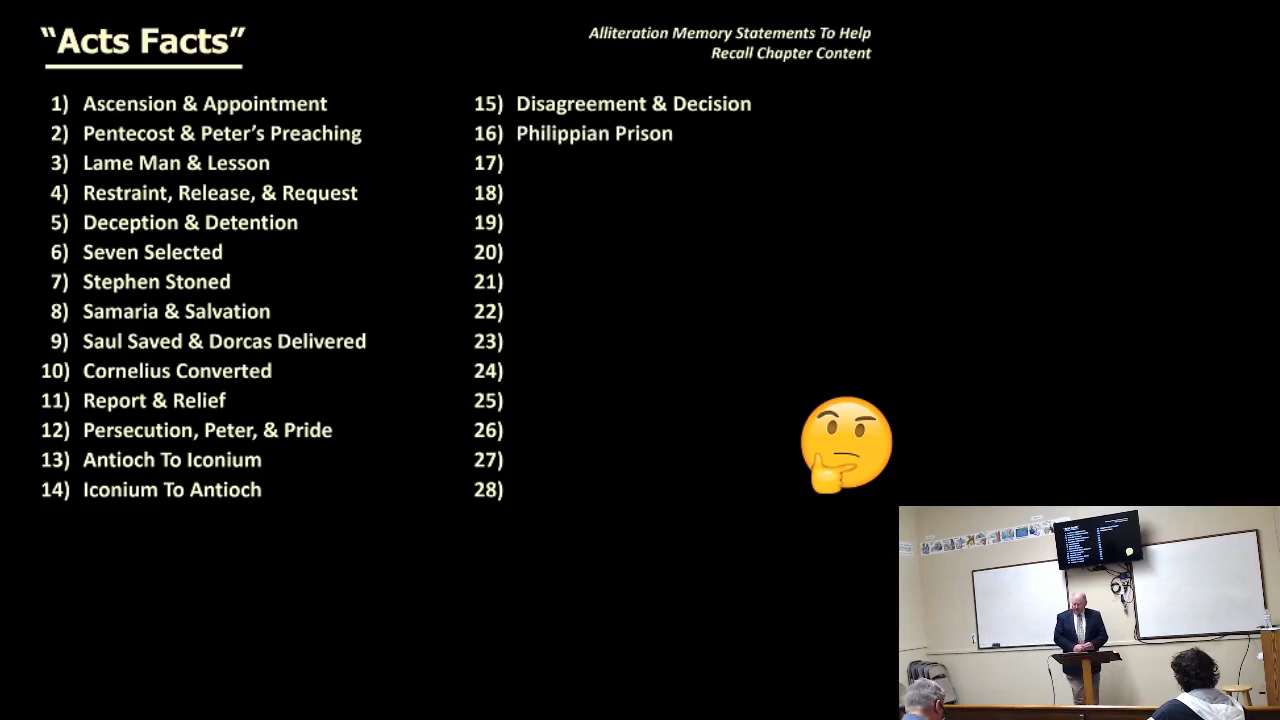 “Acts Facts”
Alliteration Memory Statements To Help
Recall Chapter Content
1) Ascension & Appointment
2) Pentecost & Peter’s Preaching
3) Lame Man & Lesson
4) Restraint, Release, & Request
5) Deception & Detention
6) Seven Selected
7) Stephen Stoned
8) Samaria & Salvation
9) Saul Saved & Dorcas Delivered
10) Cornelius Converted
11) Report & Relief
12) Persecution, Peter, & Pride
13) Antioch To Iconium
14) Iconium To Antioch
15) Disagreement & Decision
16) Philippian Prison
17)
18)
19)
20)
21)
22)
23)
24)
25)
26)
27)
28)